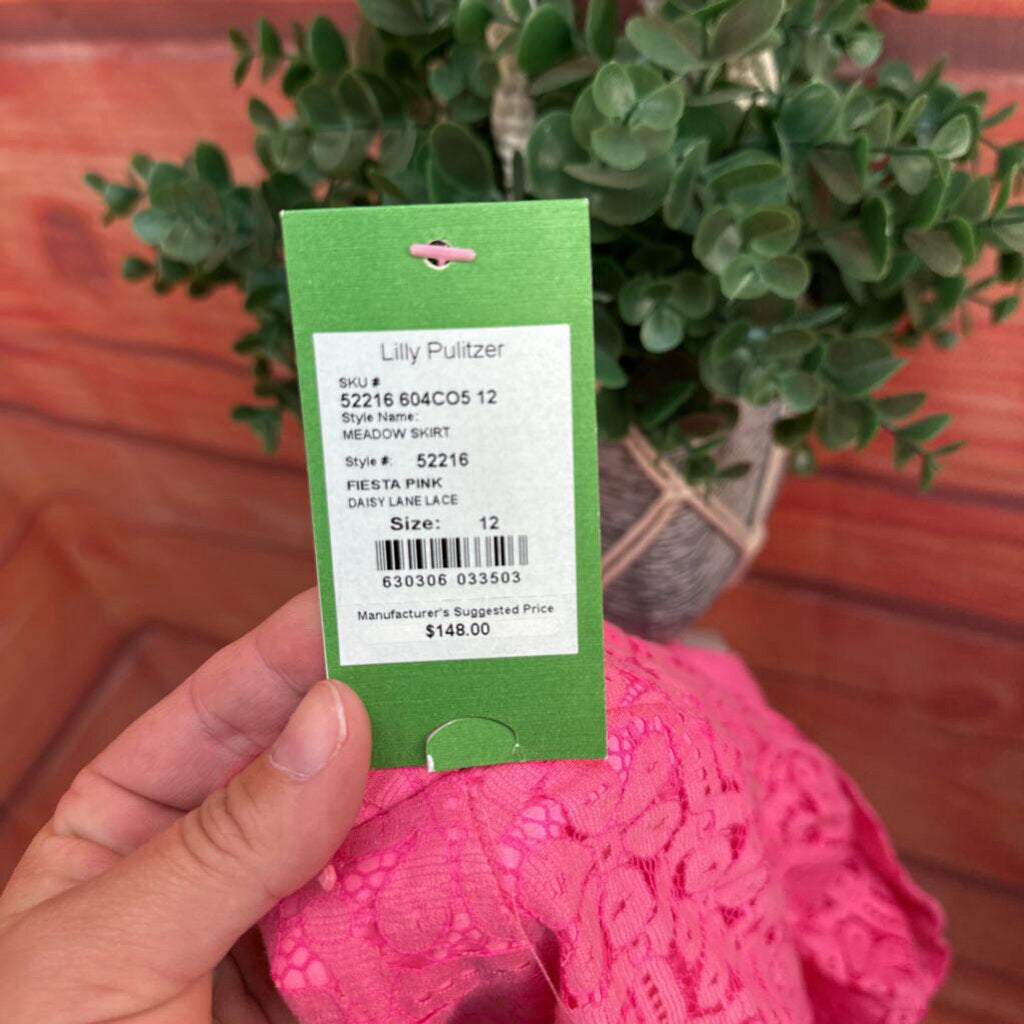 Lilly Pulitzer
SKU #
52216 604CO5 12
Style Name:
MEADOW SKIRT
Style #: 52216
FIESTA PINK
DAISY LANE LACE
Size: 12
630306 033503
Manufacturer's Suggested Price
$148.00